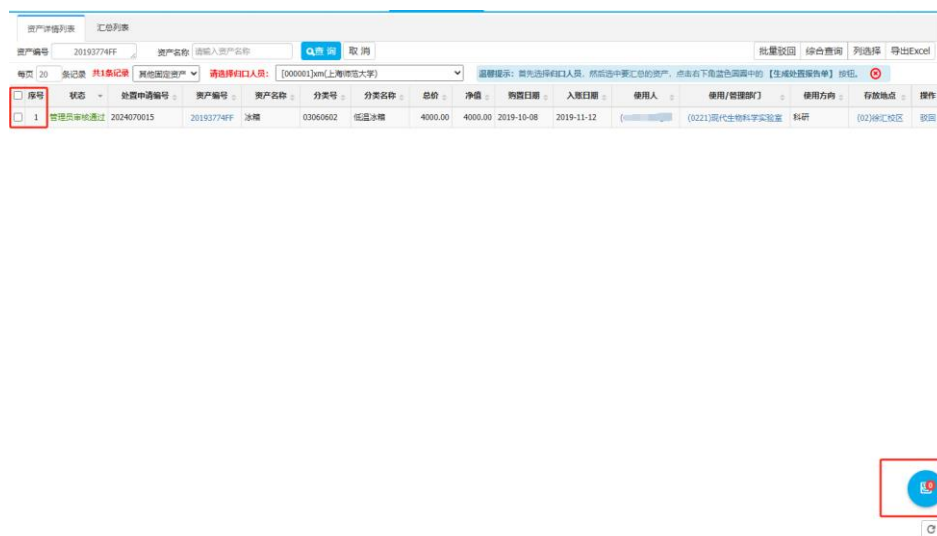 资产详情列表 汇总列表
资产编号 20193774FF 资产名称 请输入资产名称 查询 取消 批量驳回 综合查询 列选择 导出Excel
每页 20 条记录 共1条记录 其他固定资产 请选择归口人员： [000001]xm(上海师范大学) 温馨提示：首先选择归口人员，然后选中要汇总的资产，点击右下角蓝色圆圈中的【生成处置报告单】按钮。
序号 状态 处置申请编号 资产编号 资产名称 分类号 分类名称 总价 净值 购置日期 入账日期 使用人 使用/管理部门 使用方向 存放地点 操作
1 管理员审核通过 2024070015 20193774FF 冰箱 03060602 低温冰箱 4000.00 4000.00 2019-10-08 2019-11-12 (0221)现代生物科学实验室 科研 (02)徐汇校区 驳回
0